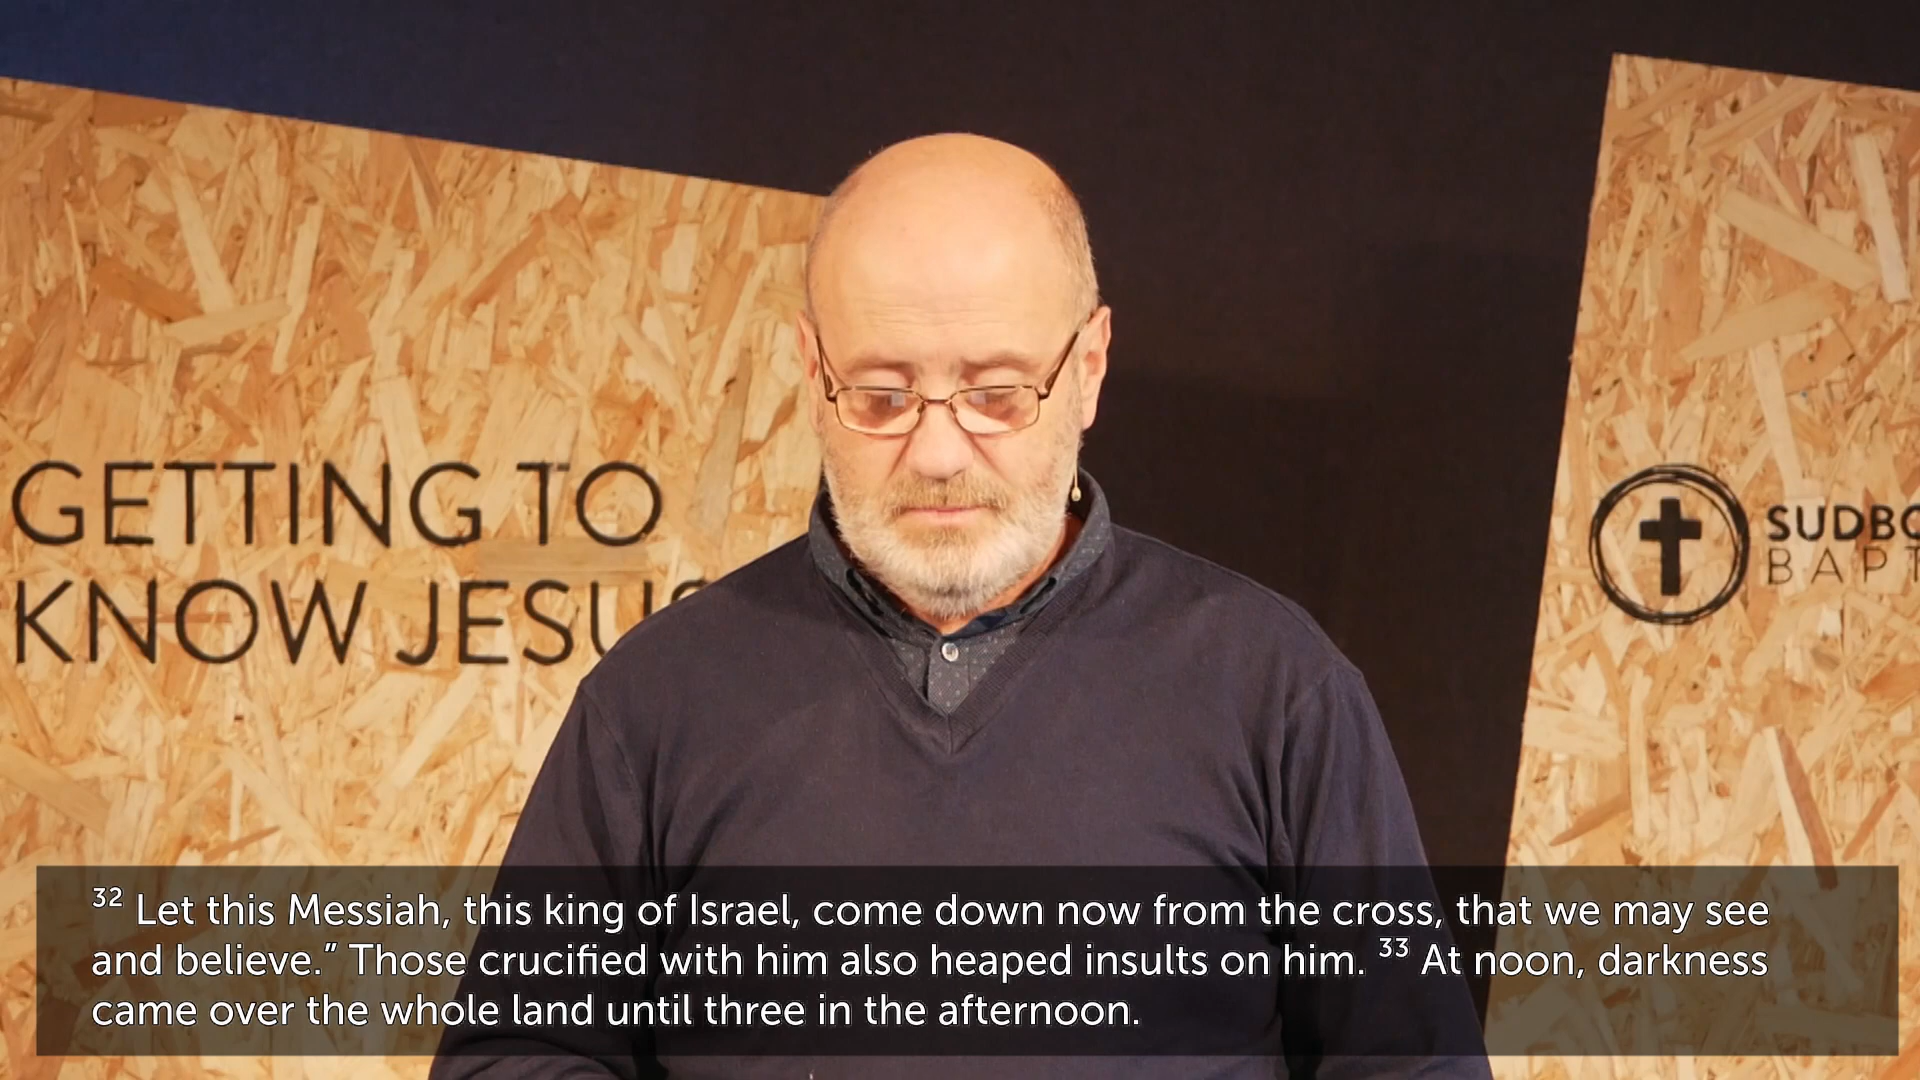 GETTING TO
KNOW JESUS
SUDBO
BAPT
³² Let this Messiah, this king of Israel, come down now from the cross, that we may see
and believe.” Those crucified with him also heaped insults on him. ³³ At noon, darkness
came over the whole land until three in the afternoon.